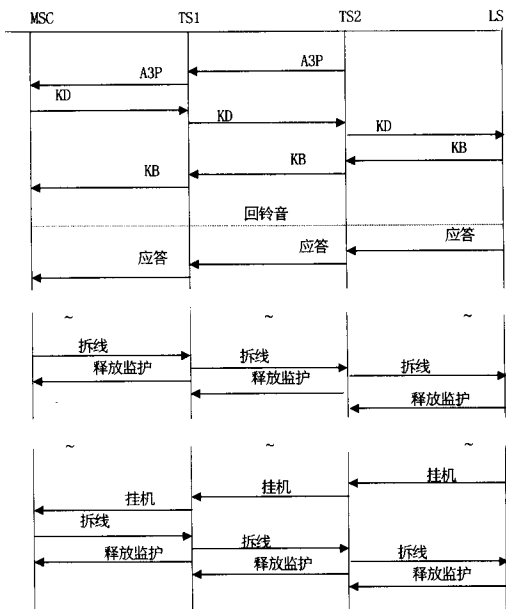 MSC TS1 TS2 LS
A3P
A3P
KD
KD
KD
KB
KB
KB
回铃音
应答
应答
应答
~ ~ ~
拆线
拆线
拆线
释放监护
释放监护
释放监护
~ ~ ~
挂机
挂机
挂机
拆线
拆线
拆线
释放监护
释放监护
释放监护